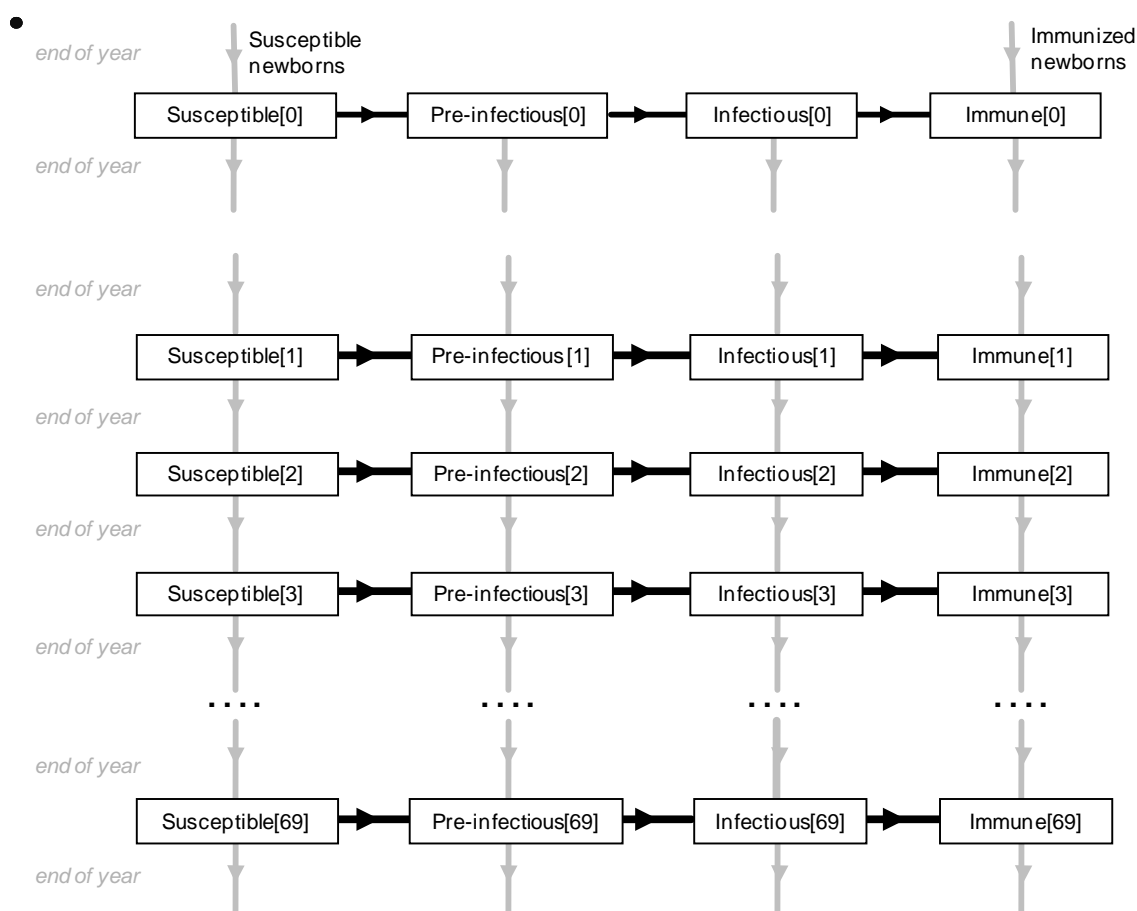 end of year
Susceptible
newborns
Immunized
newborns
Susceptible[0] Pre-infectious[0] Infectious[0] Immune[0]
end of year
end of year
Susceptible[1] Pre-infectious [1] Infectious[1] Immune[1]
end of year
Susceptible[2] Pre-infectious[2] Infectious[2] Immune[2]
end of year
Susceptible[3] Pre-infectious[3] Infectious[3] Immune[3]
end of year
.... .... .... ....
end of year
Susceptible[69] Pre-infectious[69] Infectious[69] Immune[69]
end of year